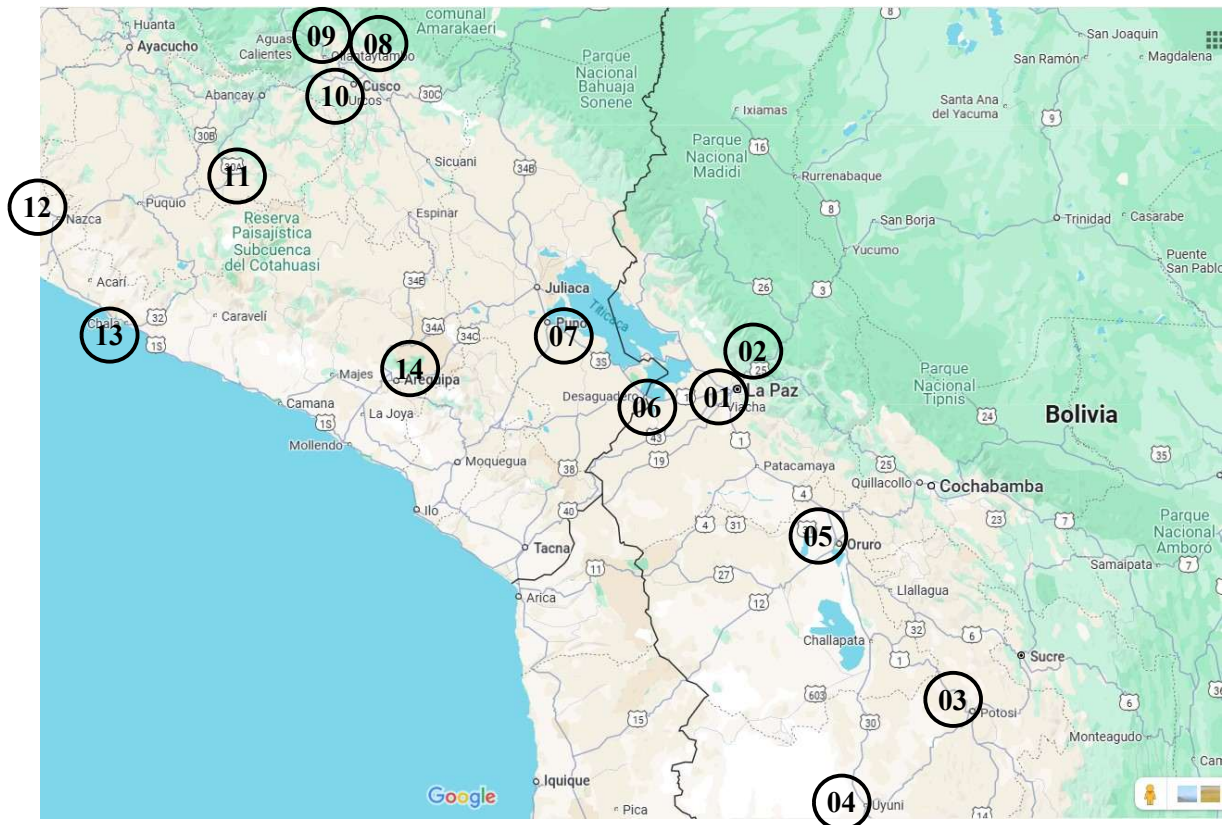 comunal
Amarakaeri
Huanta
Ayacucho
Aguas
Calientes
09
08
Ollantaytambo
Parque
Nacional
Bahuaja
Sonene
8
San Joaquin
San Ramón
Magdalena
Abancay
10
Cusco
Urcos
30C
Ixiamas
Santa Ana
del Yacuma
9
30B
Parque
Nacional
Madidi
16
11
30A
Sicuani
34B
Rurrenabaque
12
Nazca
Puquio
Reserva
Paisajística
Subcuenca
del Cotahuasi
Espinar
8
San Borja
Trinidad
Casarabe
Yucumo
Puente
San Pablo
Acarí
34E
Juliaca
26
3
13
Chala
32
1S
Caravelí
34A
34C
Puno
07
Titicaca
3S
02
25
14
Arequipa
Majes
Camana
La Joya
1S
Mollendo
Desaguadero
06
1
01
La Paz
Viacha
Parque
Nacional
Tipnis
24
Bolivia
43
1
19
35
Moquegua
38
Patacamaya
25
Quillacollo
Cochabamba
4
23
7
Ilo
40
4
31
05
Oruro
Parque
Nacional
Amboró
Tacna
11
27
Samaipata
7
Arica
12
Llallagua
Challapata
32
6
Sucre
1
603
03
Potosí
36
15
30
6
Monteagudo
Iquique
Google
Pica
04
Uyuni
14